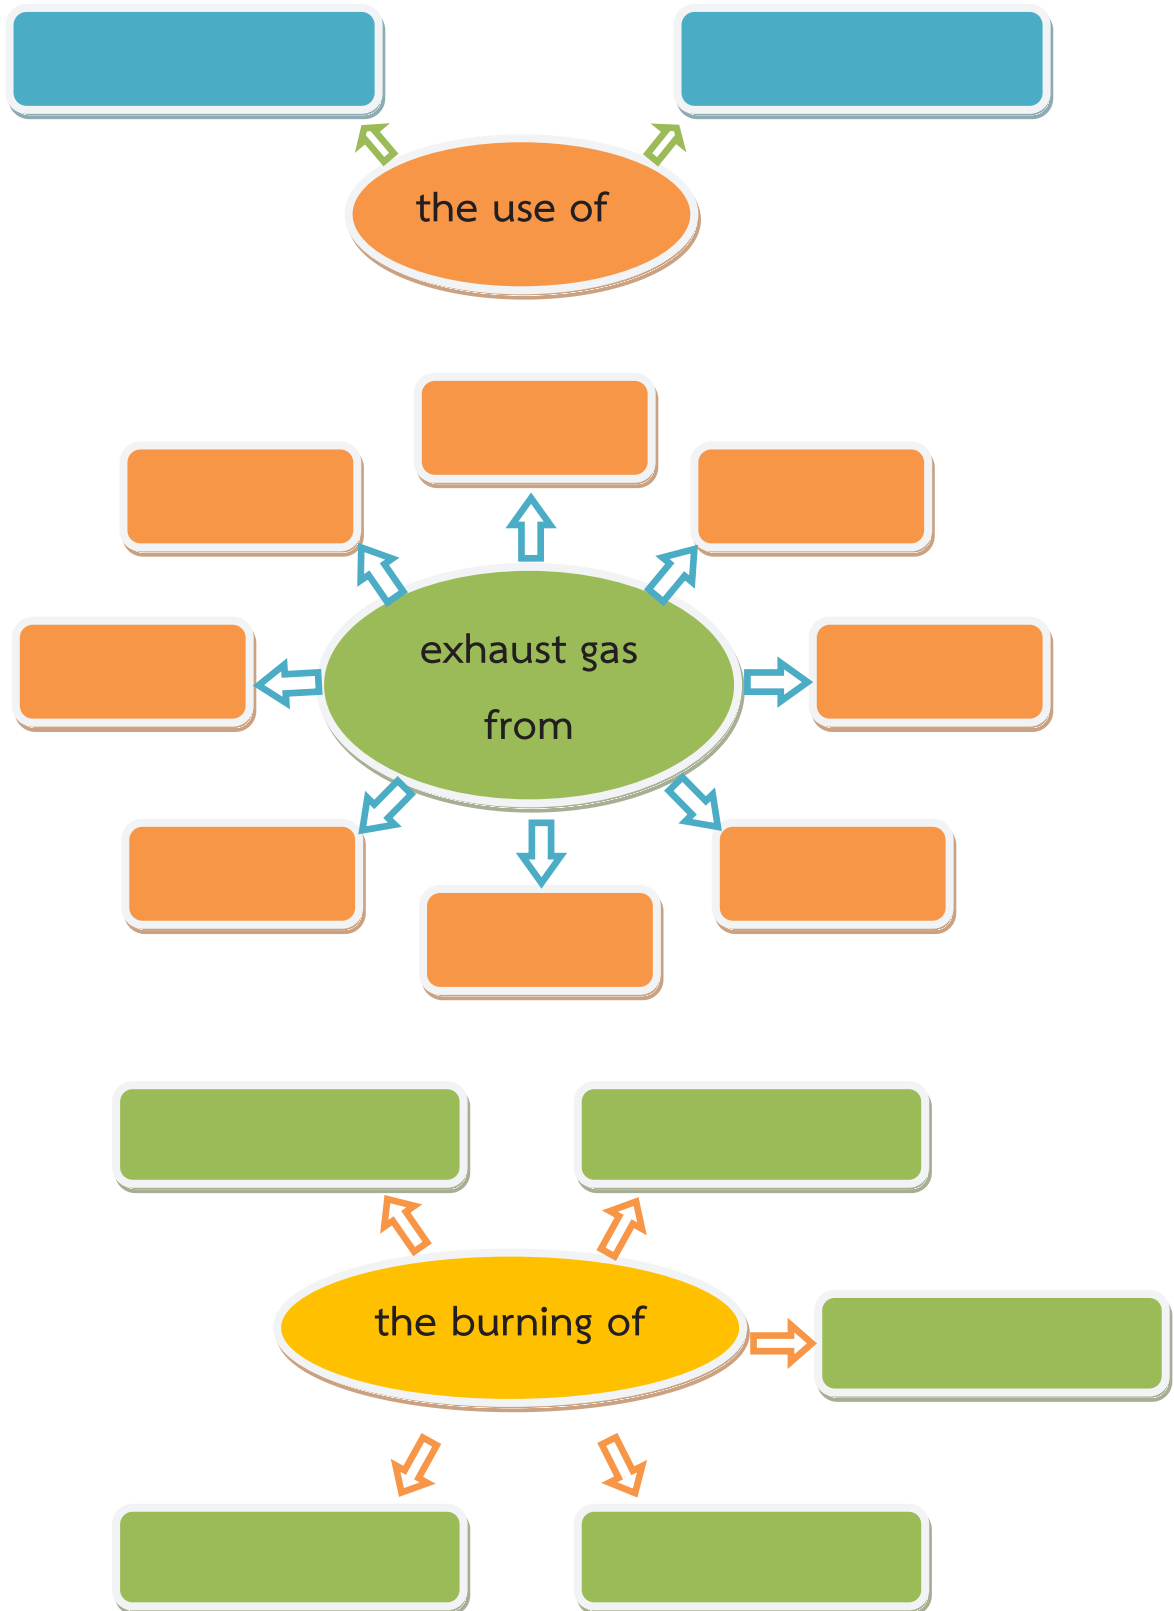 the use of
exhaust gas
from
the burning of